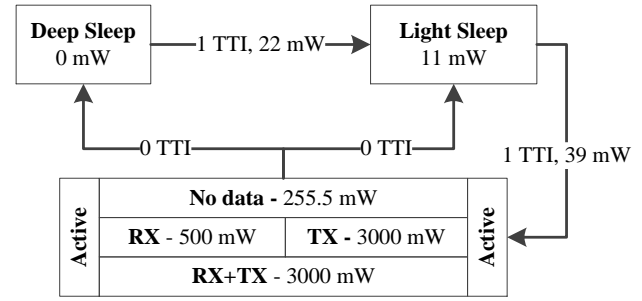 Deep Sleep
0 mW
1 TTI, 22 mW
Light Sleep
11 mW
0 TTI
0 TTI
1 TTI, 39 mW
Active
No data - 255.5 mW
RX - 500 mW
TX - 3000 mW
RX+TX - 3000 mW
Active